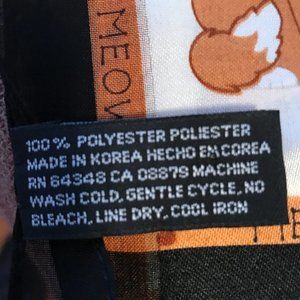 MEOW
100% POLYESTER POLIESTER
MADE IN KOREA HECHO EM COREA
RN 64348 CA 08879 MACHINE
WASH COLD, GENTLE CYCLE, NO
BLEACH, LINE DRY, COOL IRON